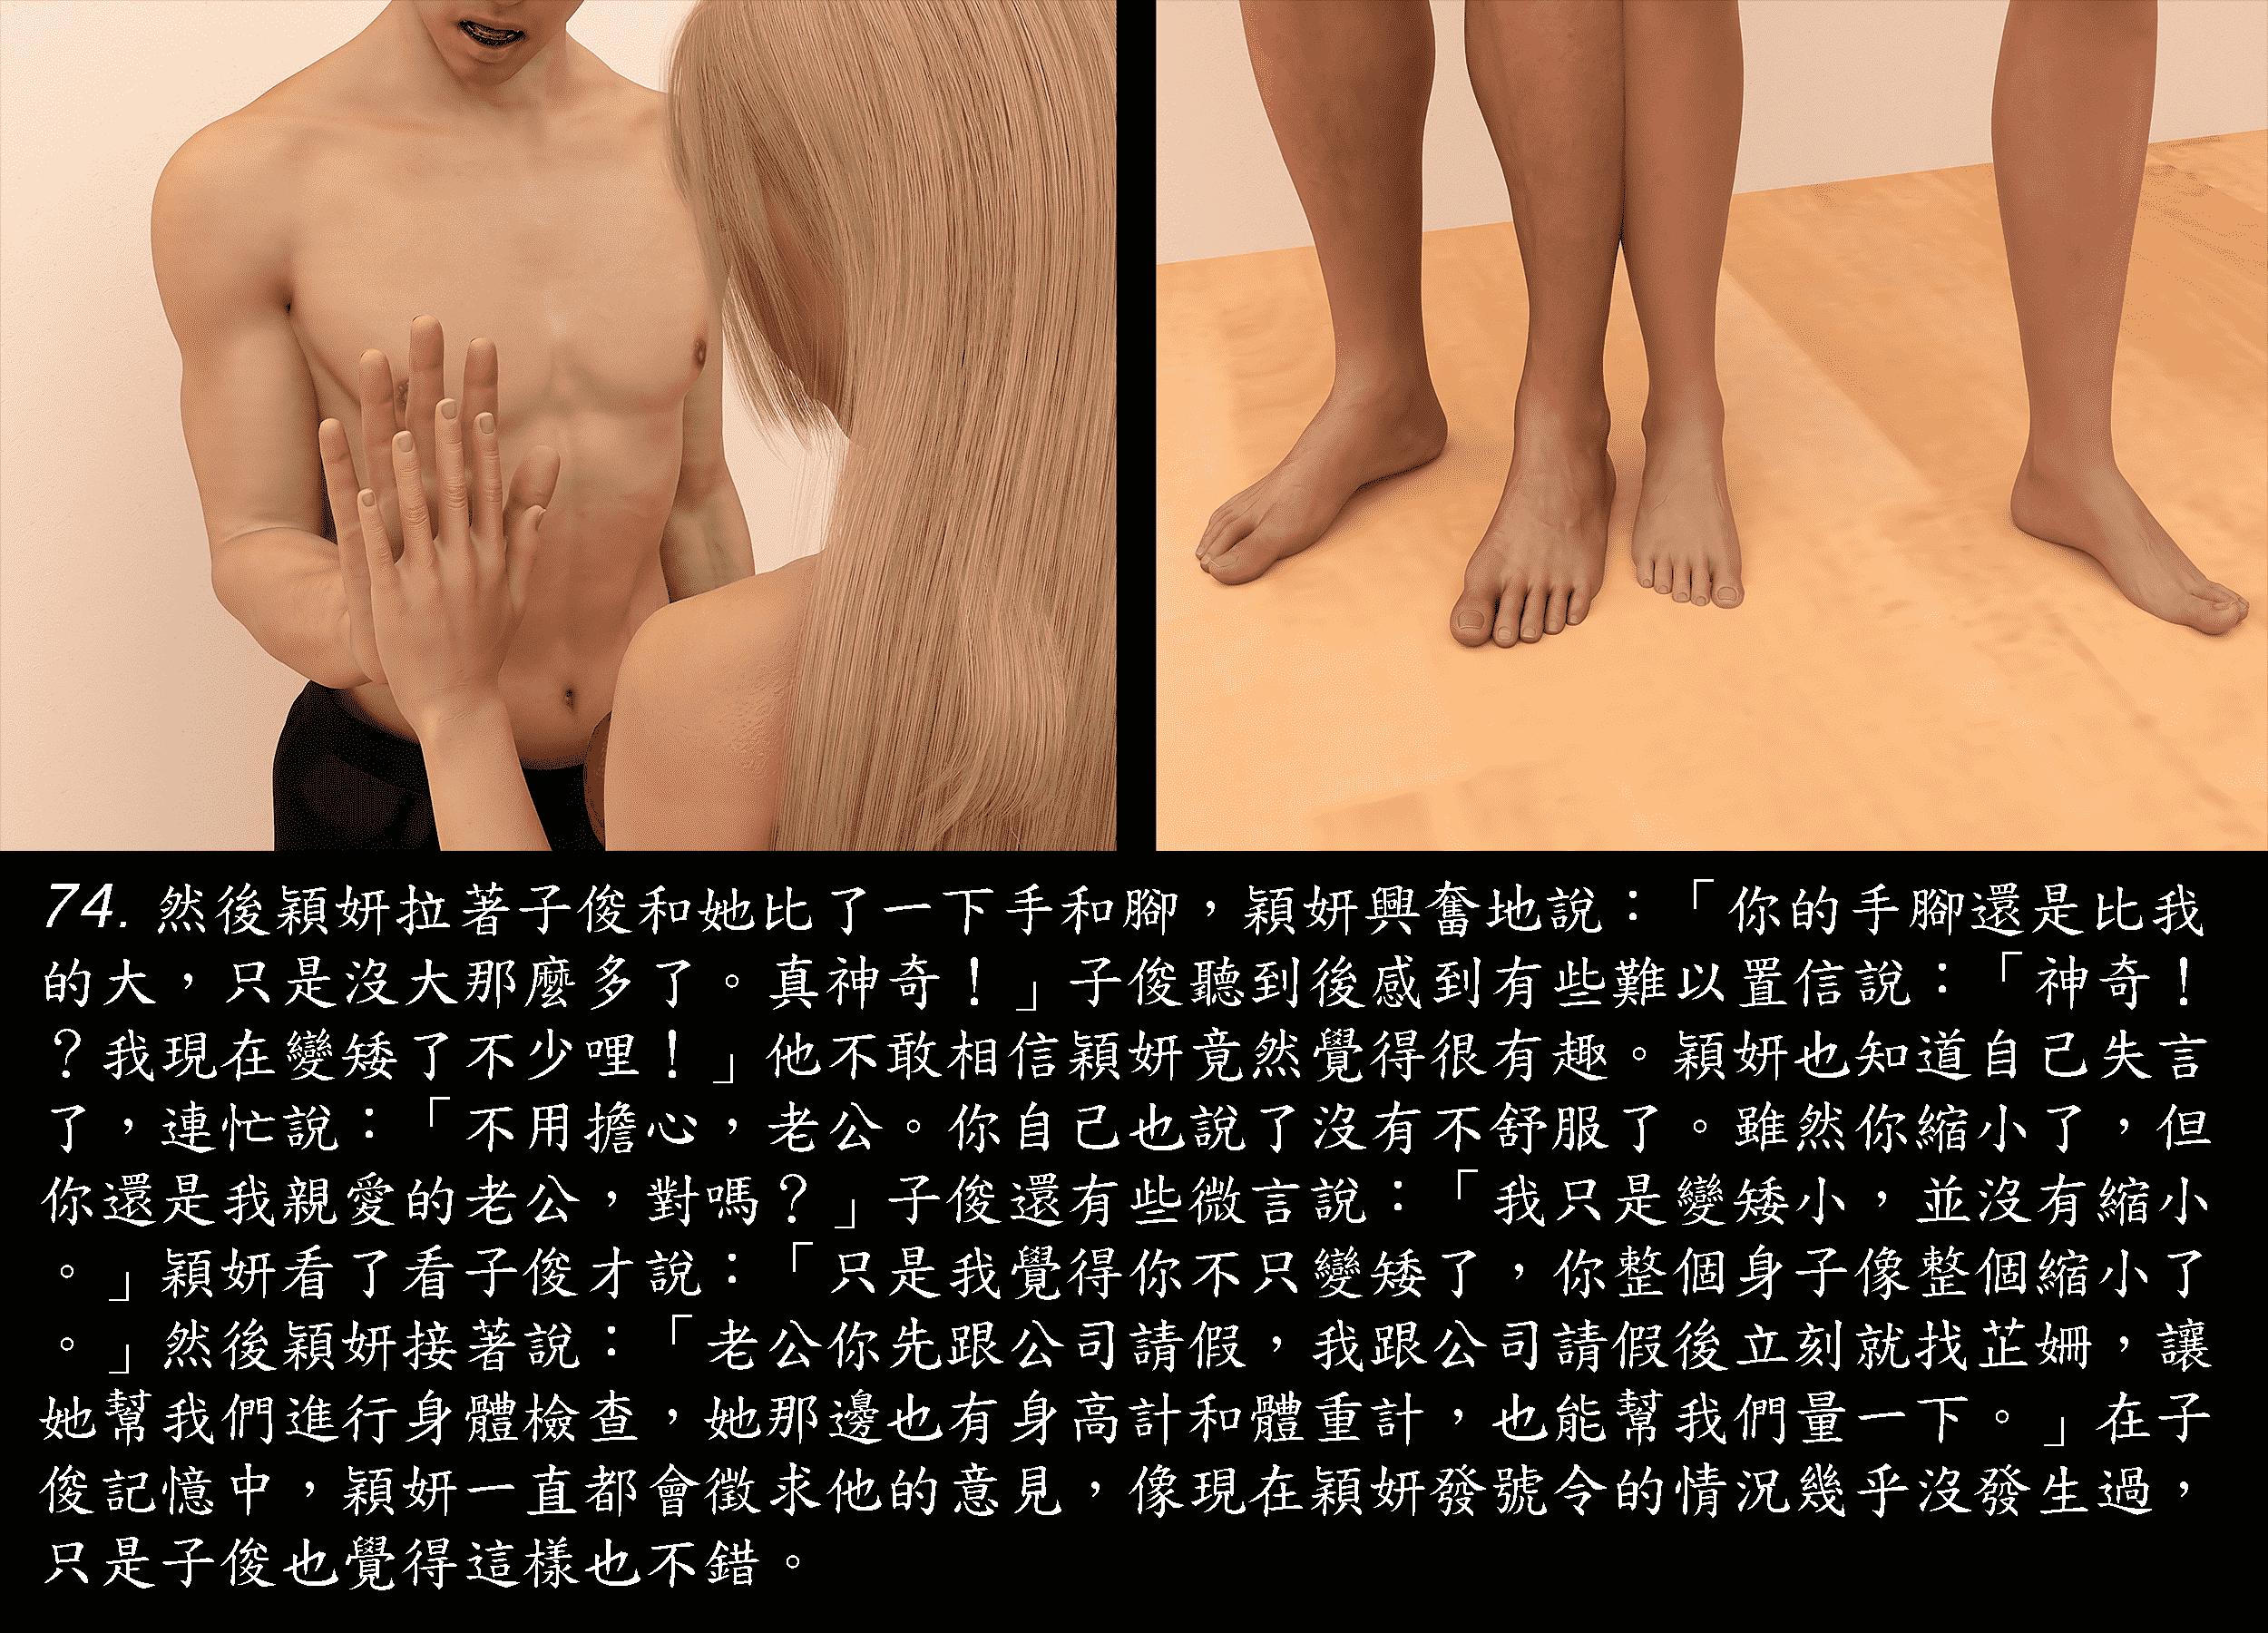 74. 然後穎妍拉著子俊和她比了一下手和腳，穎妍興奮地說：「你的手腳還是比我
的大，只是沒大那麼多了。真神奇！」子俊聽到後感到有些難以置信說：「神奇！
？我現在變矮了不少哩！」他不敢相信穎妍竟然覺得很有趣。穎妍也知道自己失言
了，連忙說：「不用擔心，老公。你自己也說了沒有不舒服了。雖然你縮小了，但
你還是我親愛的老公，對嗎？」子俊還有些微言說：「我只是變矮小，並沒有縮小
。」穎妍看了看子俊才說：「只是我覺得你不只變矮了，你整個身子像整個縮小了
。」然後穎妍接著說：「老公你先跟公司請假，我跟公司請假後立刻就找芷姍，讓
她幫我們進行身體檢查，她那邊也有身高計和體重計，也能幫我們量一下。」在子
俊記憶中，穎妍一直都會徵求他的意見，像現在穎妍發號令的情況幾乎沒發生過，
只是子俊也覺得這樣也不錯。